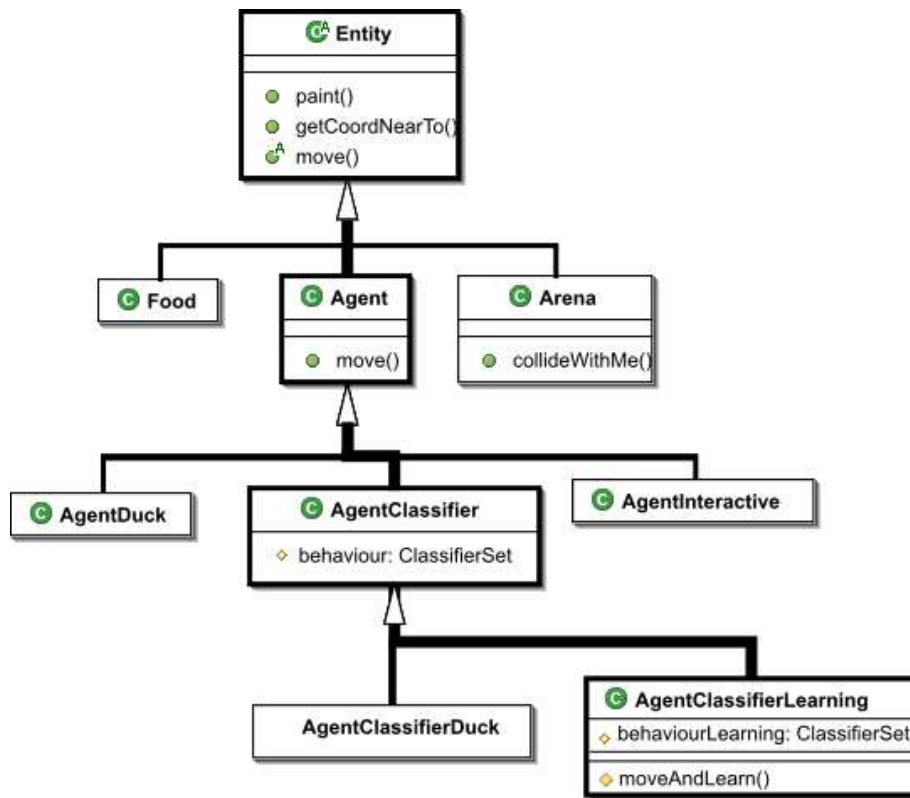 Entity
paint()
getCoordNearTo()
move()
Food
Agent
move()
Arena
collideWithMe()
AgentDuck
AgentClassifier
behaviour: ClassifierSet
AgentInteractive
AgentClassifierDuck
AgentClassifierLearning
behaviourLearning: ClassifierSet
moveAndLearn()